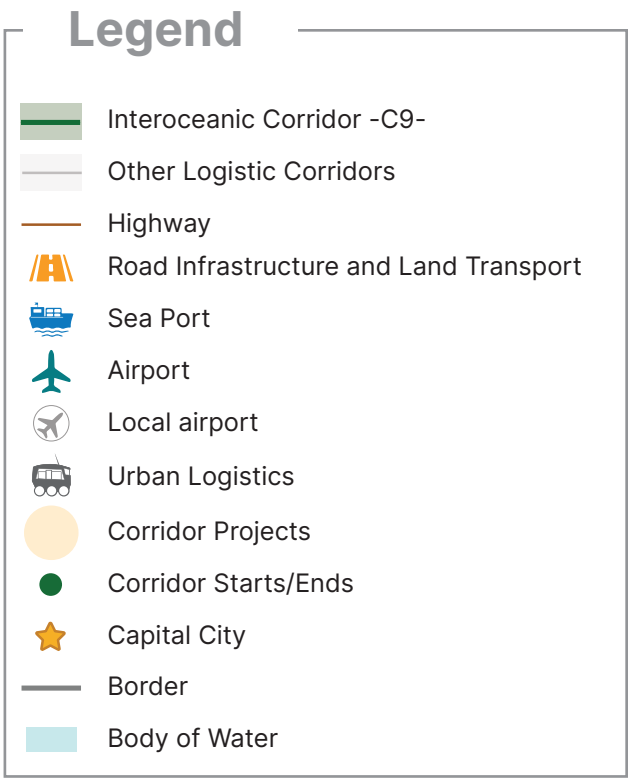 Legend
Interoceanic Corridor -C9-
Other Logistic Corridors
Highway
Road Infrastructure and Land Transport
Sea Port
Airport
Local airport
Urban Logistics
Corridor Projects
Corridor Starts/Ends
Capital City
Border
Body of Water